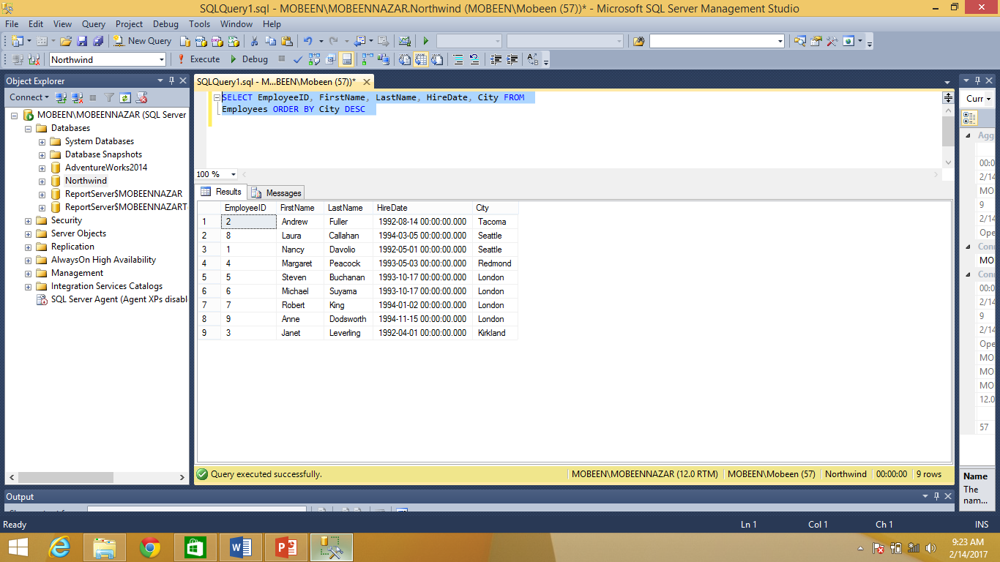 SQLQuery1.sql - MOBEEN\MOBEENNAZAR.Northwind (MOBEEN\Mobeen (57))* - Microsoft SQL Server Management Studio
File Edit View Query Project Debug Tools Window Help
New Query
Northwind Execute Debug
Object Explorer
Connect
MOBEEN\MOBEENNAZAR (SQL Server
Databases
System Databases
Database Snapshots
AdventureWorks2014
Northwind
ReportServer$MOBEENNAZAR
ReportServer$MOBEENNAZART
Security
Server Objects
Replication
AlwaysOn High Availability
Management
Integration Services Catalogs
SQL Server Agent (Agent XPs disabl
SQLQuery1.sql - M...BEEN\Mobeen (57))*
SELECT EmployeeID, FirstName, LastName, HireDate, City FROM
Employees ORDER BY City DESC
100 %
Results Messages
EmployeeID FirstName LastName HireDate City
1 2 Andrew Fuller 1992-08-14 00:00:00.000 Tacoma
2 8 Laura Callahan 1994-03-05 00:00:00.000 Seattle
3 1 Nancy Davolio 1992-05-01 00:00:00.000 Seattle
4 4 Margaret Peacock 1993-05-03 00:00:00.000 Redmond
5 5 Steven Buchanan 1993-10-17 00:00:00.000 London
6 6 Michael Suyama 1993-10-17 00:00:00.000 London
7 7 Robert King 1994-01-02 00:00:00.000 London
8 9 Anne Dodsworth 1994-11-15 00:00:00.000 London
9 3 Janet Leverling 1992-04-01 00:00:00.000 Kirkland
Query executed successfully. MOBEEN\MOBEENNAZAR (12.0 RTM) MOBEEN\Mobeen (57) Northwind 00:00:00 9 rows
Curr
Agg
00:0
2/14
MO
9
2/14
Ope
Conn
MO
Conn
00:0
2/14
9
2/14
Ope
MO
MO
MO
12.0
57
Name
The
nam...
Output
Ready Ln 1 Col 1 Ch 1 INS
9:23 AM
2/14/2017